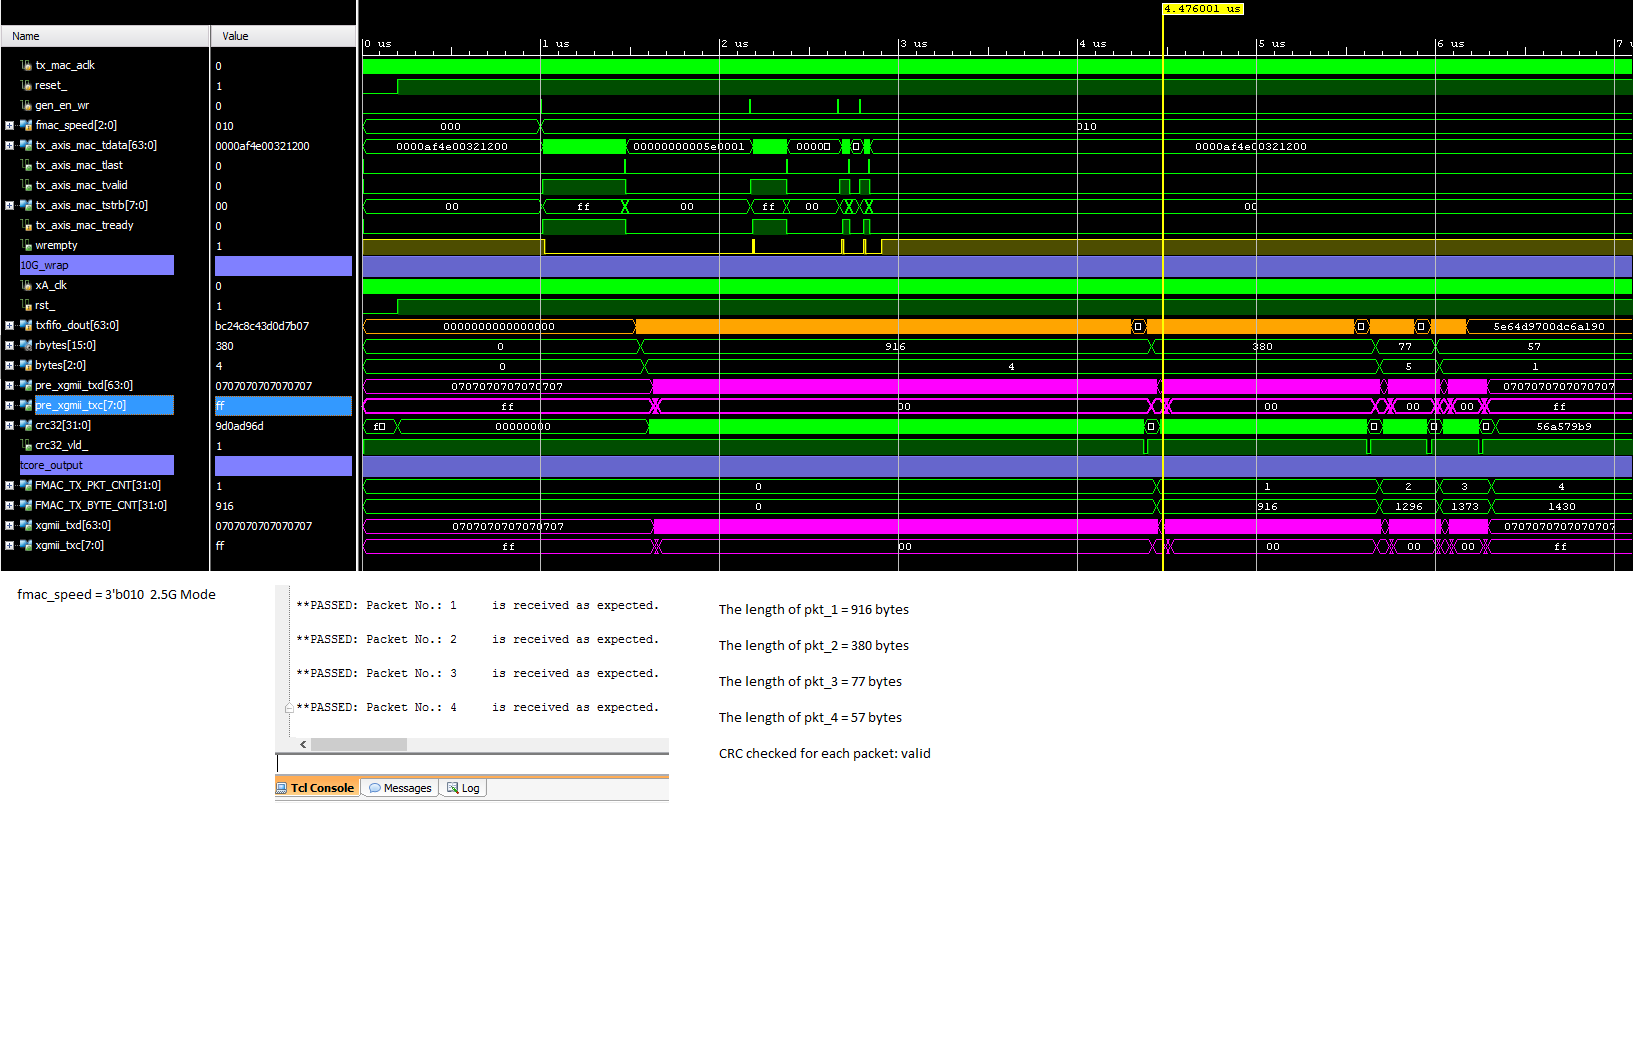 4.476001 us
Name Value
0 us 1 us 2 us 3 us 4 us 5 us 6 us 7
tx_mac_aclk 0
reset_ 1
gen_en_wr 0
fmac_speed[2:0] 010 000 010
tx_axis_mac_tdata[63:0] 0000af4e00321200 0000af4e00321200 00000000005e0001 0000 0000af4e00321200
tx_axis_mac_tlast 0
tx_axis_mac_tvalid 0
tx_axis_mac_tstrb[7:0] 00 00 ff 00 ff 00 00
tx_axis_mac_tready 0
wrempty 1
10G_wrap
xA_clk 0
rst_ 1
txfifo_dout[63:0] bc24c8c43d0d7b07 0000000000000000 5e64d9700dc6a190
rbytes[15:0] 380 0 916 380 77 57
bytes[2:0] 4 0 4 5 1
pre_xgmii_txd[63:0] 0707070707070707 0707070707070707 0707070707070707
pre_xgmii_txc[7:0] ff ff 00 00 00 00 ff
crc32[31:0] 9d0ad96d f 00000000 56a579b9
crc32_vld_ 1
tcore_output
FMAC_TX_PKT_CNT[31:0] 1 0 1 2 3 4
FMAC_TX_BYTE_CNT[31:0] 916 0 916 1296 1373 1430
xgmii_txd[63:0] 0707070707070707 0707070707070707 0707070707070707
xgmii_txc[7:0] ff ff 00 00 00 00 ff
fmac_speed = 3'b010 2.5G Mode
**PASSED: Packet No.: 1 is received as expected.
**PASSED: Packet No.: 2 is received as expected.
**PASSED: Packet No.: 3 is received as expected.
**PASSED: Packet No.: 4 is received as expected.
Tcl Console Messages Log
The length of pkt_1 = 916 bytes
The length of pkt_2 = 380 bytes
The length of pkt_3 = 77 bytes
The length of pkt_4 = 57 bytes
CRC checked for each packet: valid